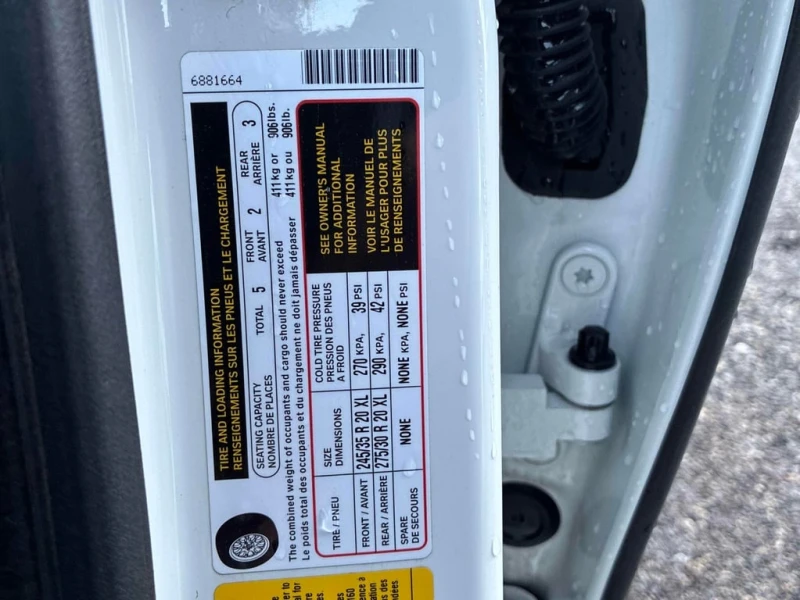 6881664
TIRE AND LOADING INFORMATION
RENSEIGNEMENTS SUR LES PNEUS ET LE CHARGEMENT
SEATING CAPACITY
NOMBRE DE PLACES
TOTAL 5
FRONT
AVANT 2
REAR
ARRIÈRE 3
The combined weight of occupants and cargo should never exceed 411 kg or 906 lbs.
Le poids total des occupants et du chargement ne doit jamais dépasser 411 kg ou 906 lb.
TIRE / PNEU
SIZE
DIMENSIONS
COLD TIRE PRESSURE
PRESSION DES PNEUS
A FROID
FRONT / AVANT 245/35 R 20 XL 270 KPA, 39 PSI
REAR / ARRIÈRE 275/30 R 20 XL 290 KPA, 42 PSI
SPARE
DE SECOURS NONE NONE KPA, NONE PSI
SEE OWNER'S MANUAL
FOR ADDITIONAL
INFORMATION
VOIR LE MANUEL DE
L'USAGER POUR PLUS
DE RENSEIGNEMENTS